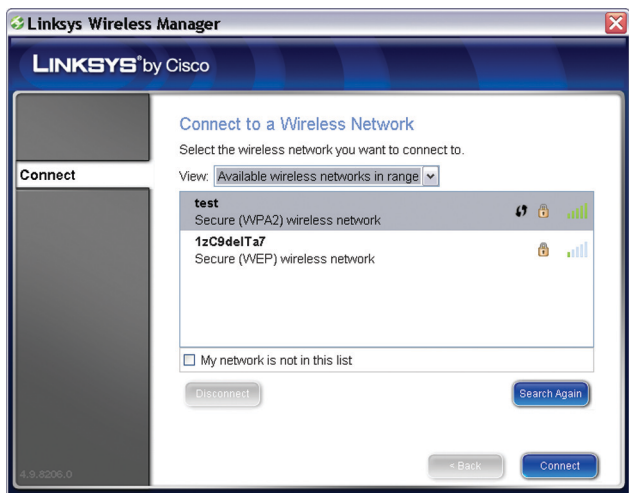 Linksys Wireless Manager
LINKSYS® by Cisco
Connect to a Wireless Network
Select the wireless network you want to connect to.
Connect
View: Available wireless networks in range
test
Secure (WPA2) wireless network
1zC9delTa7
Secure (WEP) wireless network
My network is not in this list
Disconnect
Search Again
4.9.8206.0
< Back
Connect